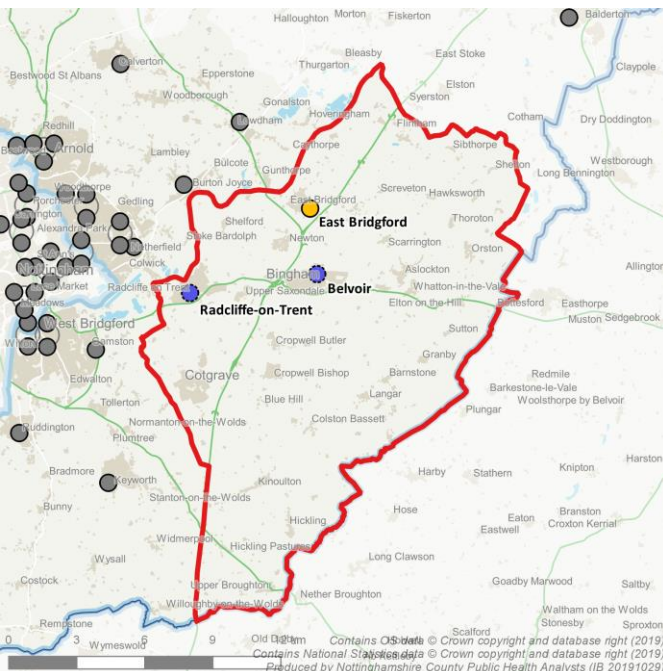 Morton
Fiskerton
Balderton
Halloughton
Bleasby
East Stoke
Calverton
Thurgarton
Claypole
Bestwood St Albans
Epperstone
Elston
Woodborough
Gonalston
Syerston
Hoveringham
Cotham
Dry Doddington
Lowdham
Flintham
Redhill
Caythorpe
Sibthorpe
Arnold
Lambley
Bulcote
Gunthorpe
Shelton
Westborough
Long Bennington
Woodthorpe
Burton Joyce
Screveton
Hawksworth
Gedling
East Bridgford
East Bridgford
Shelford
Thoroton
Alexandra Park
Stoke Bardolph
Newton
Scarrington
Orston
Netherfield
Colwick
Nottingham
Bingham
Aslockton
Allington
Market
Radcliffe on Trent
Upper Saxondale
Belvoir
Whatton-in-the-Vale
Meadows
Elton on the Hill
Bottesford
Easthorpe
Radcliffe-on-Trent
Muston
Sedgebrook
West Bridgford
Sutton
Gamston
Cropwell Butler
Granby
Edwalton
Cotgrave
Cropwell Bishop
Barnstone
Redmile
Barkestone-le-Vale
Tollerton
Blue Hill
Langar
Woolsthorpe by Belvoir
Normanton-on-the-Wolds
Colston Bassett
Plungar
Ruddington
Plumtree
Bradmore
Keyworth
Kinoulton
Harby
Stathern
Knipton
Harston
Stanton-on-the-Wolds
Bunny
Hickling
Hose
Eaton
Branston
Eastwell
Croxton Kerrial
Widmerpool
Hickling Pastures
Long Clawson
Wysall
Costock
Upper Broughton
Goadby Marwood
Saltby
Nether Broughton
Willoughby-on-the-Wolds
Waltham on the Wolds
Rempstone
Stonesby
Sproxton
Scalford
0 3 6 9 12 km
Old Dalby
Wymeswold
Contains OS data © Crown copyright and database right (2019)
Contains National Statistics data © Crown copyright and database right (2019)
Produced by Nottinghamshire County Public Health Analysts (IB 20191029)